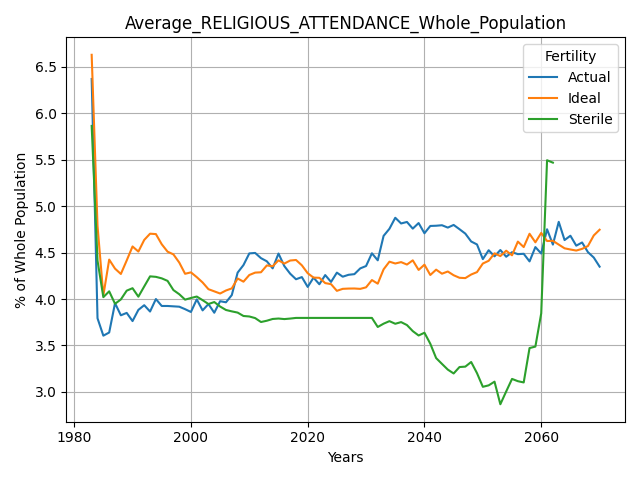 Average_RELIGIOUS_ATTENDANCE_Whole_Population
Fertility
Actual
Ideal
Sterile
% of Whole Population
6.5
6.0
5.5
5.0
4.5
4.0
3.5
3.0
1980
2000
2020
2040
2060
Years